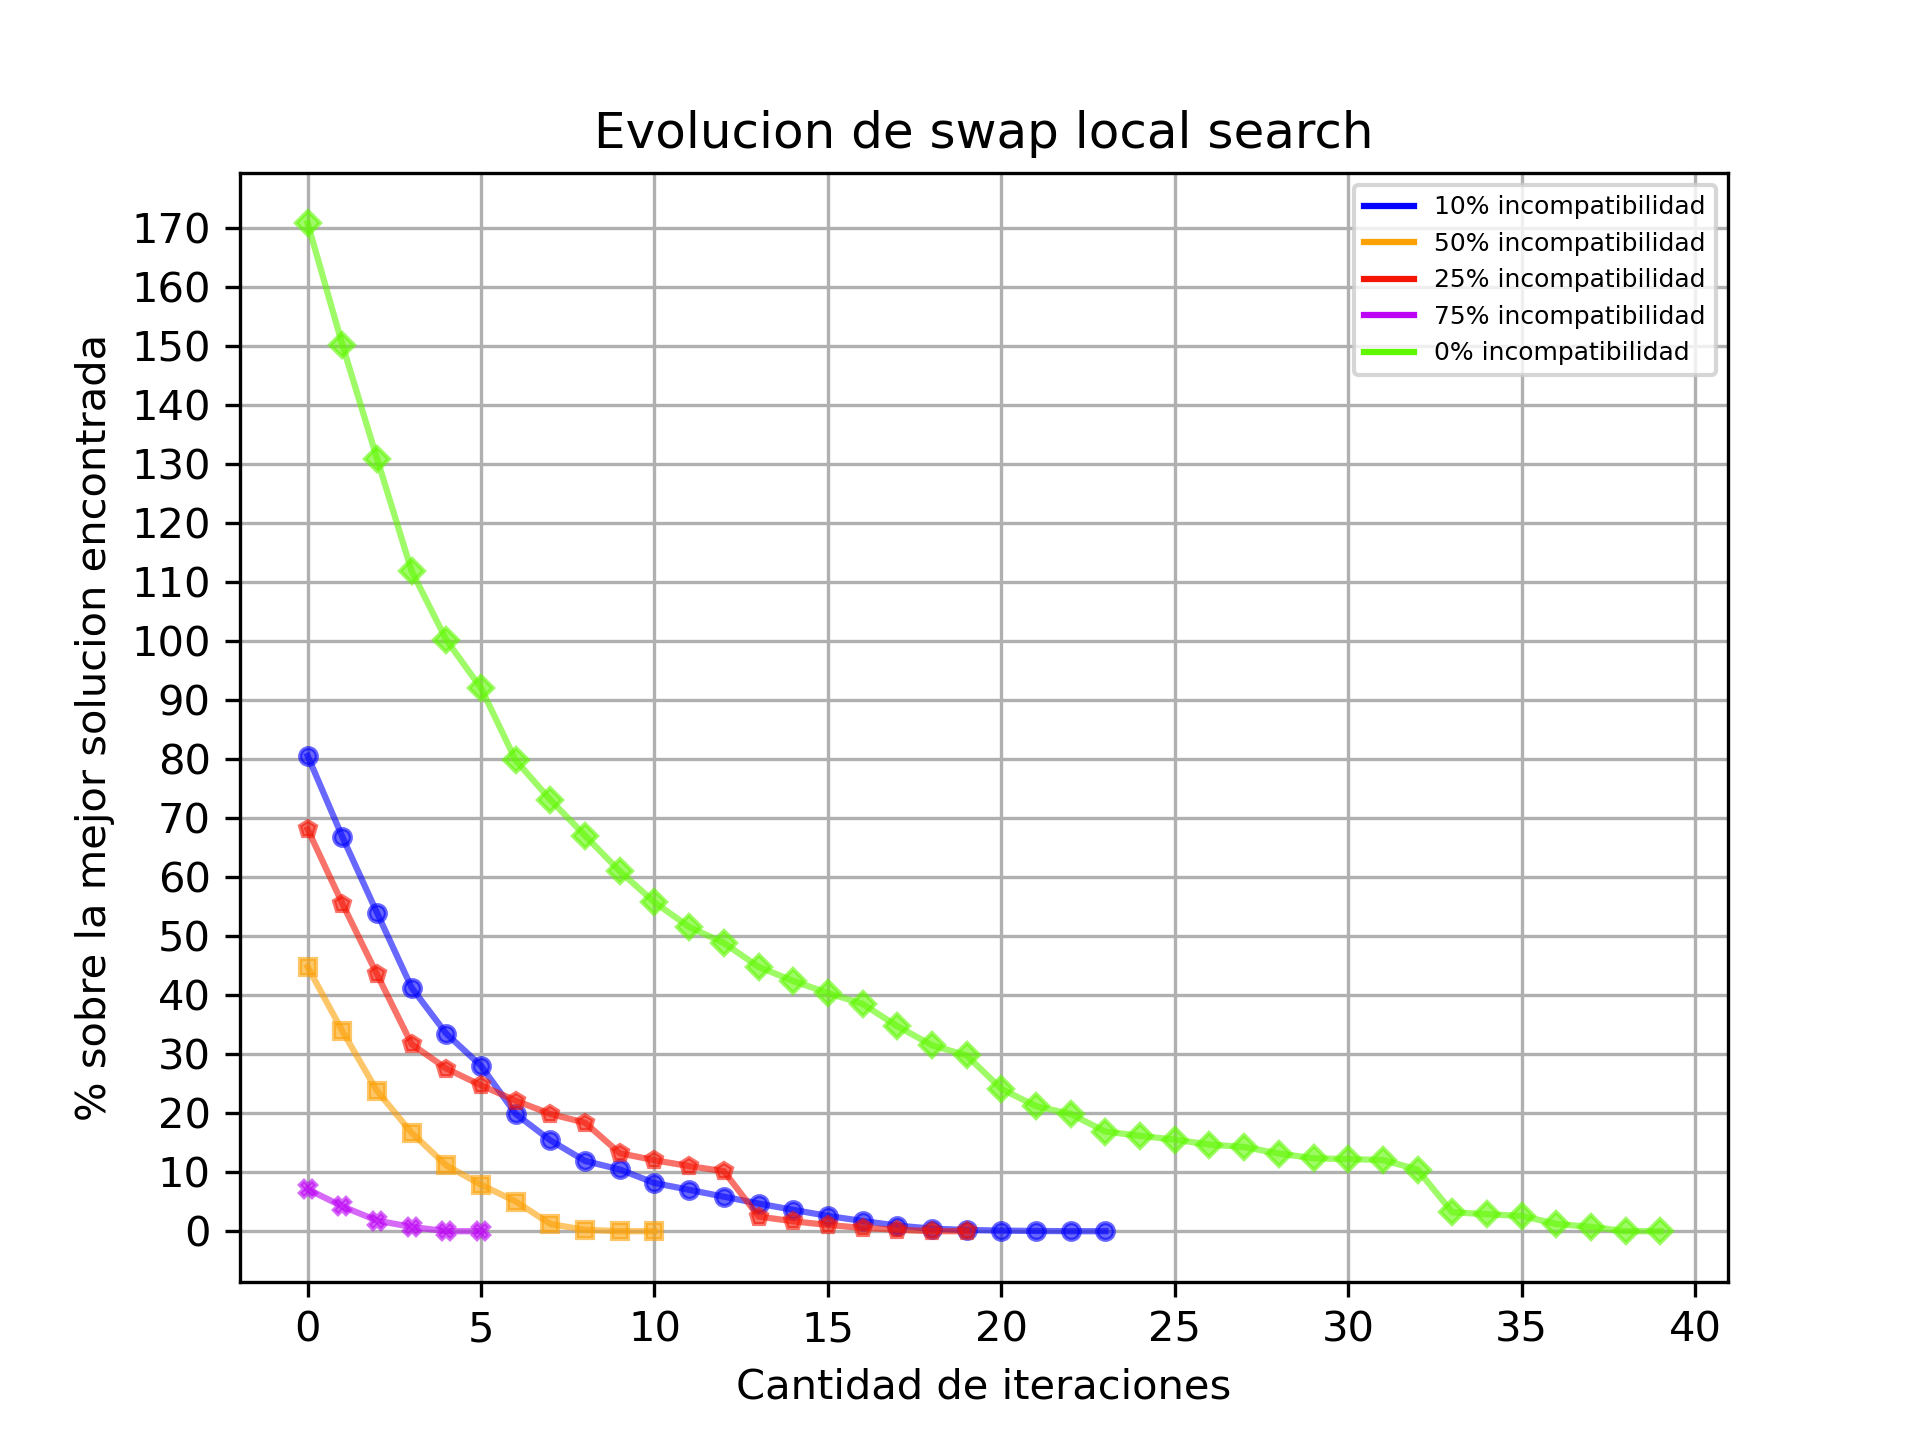 Evolucion de swap local search
10% incompatibilidad
50% incompatibilidad
25% incompatibilidad
75% incompatibilidad
0% incompatibilidad
% sobre la mejor solucion encontrada
170
160
150
140
130
120
110
100
90
80
70
60
50
40
30
20
10
0
0 5 10 15 20 25 30 35 40
Cantidad de iteraciones